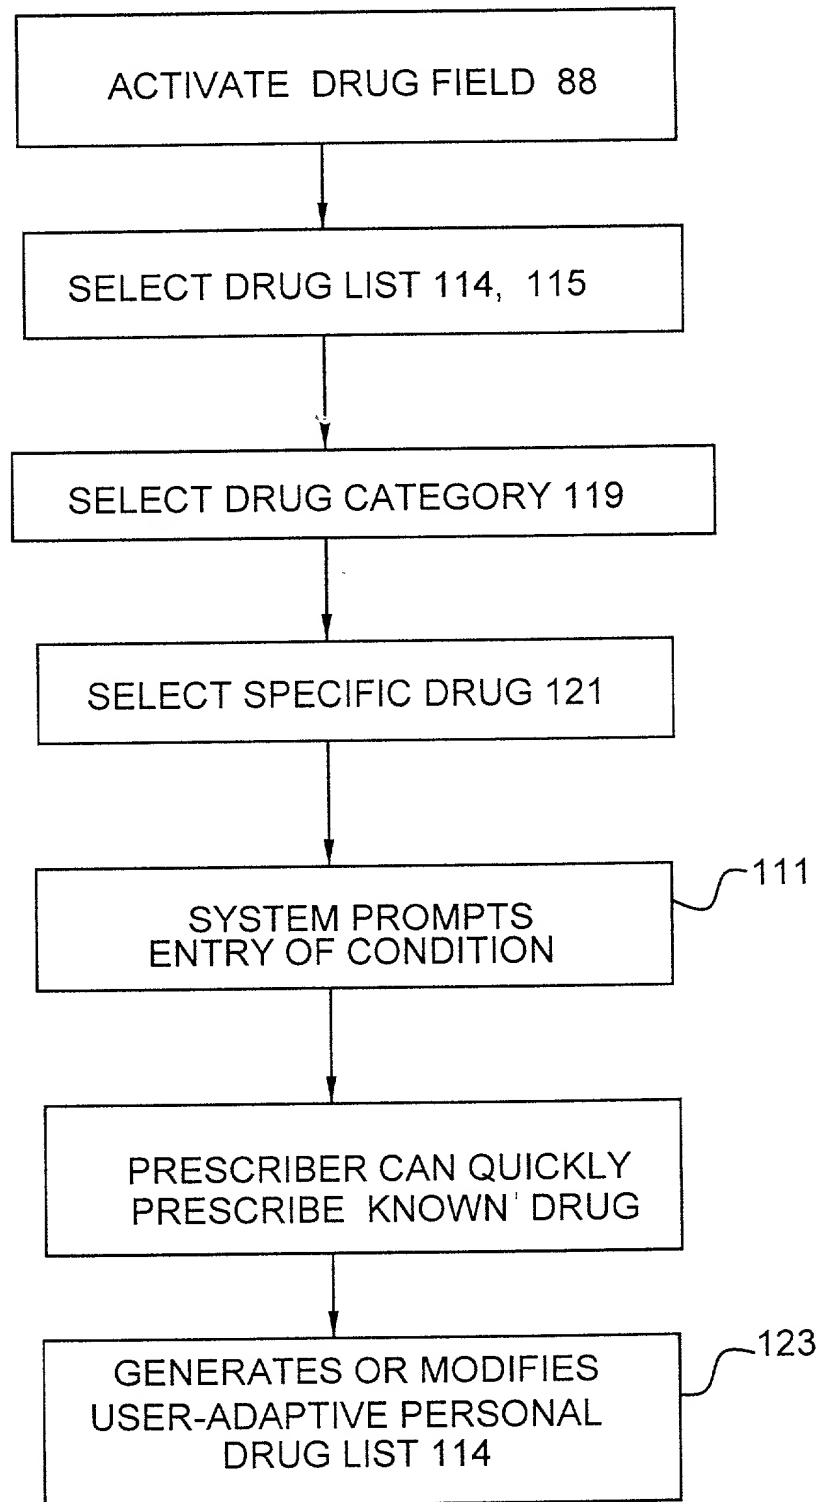 ACTIVATE DRUG FIELD 88
SELECT DRUG LIST 114, 115
SELECT DRUG CATEGORY 119
SELECT SPECIFIC DRUG 121
111
SYSTEM PROMPTS
ENTRY OF CONDITION
PRESCRIBER CAN QUICKLY
PRESCRIBE KNOWN DRUG
123
GENERATES OR MODIFIES
USER-ADAPTIVE PERSONAL
DRUG LIST 114